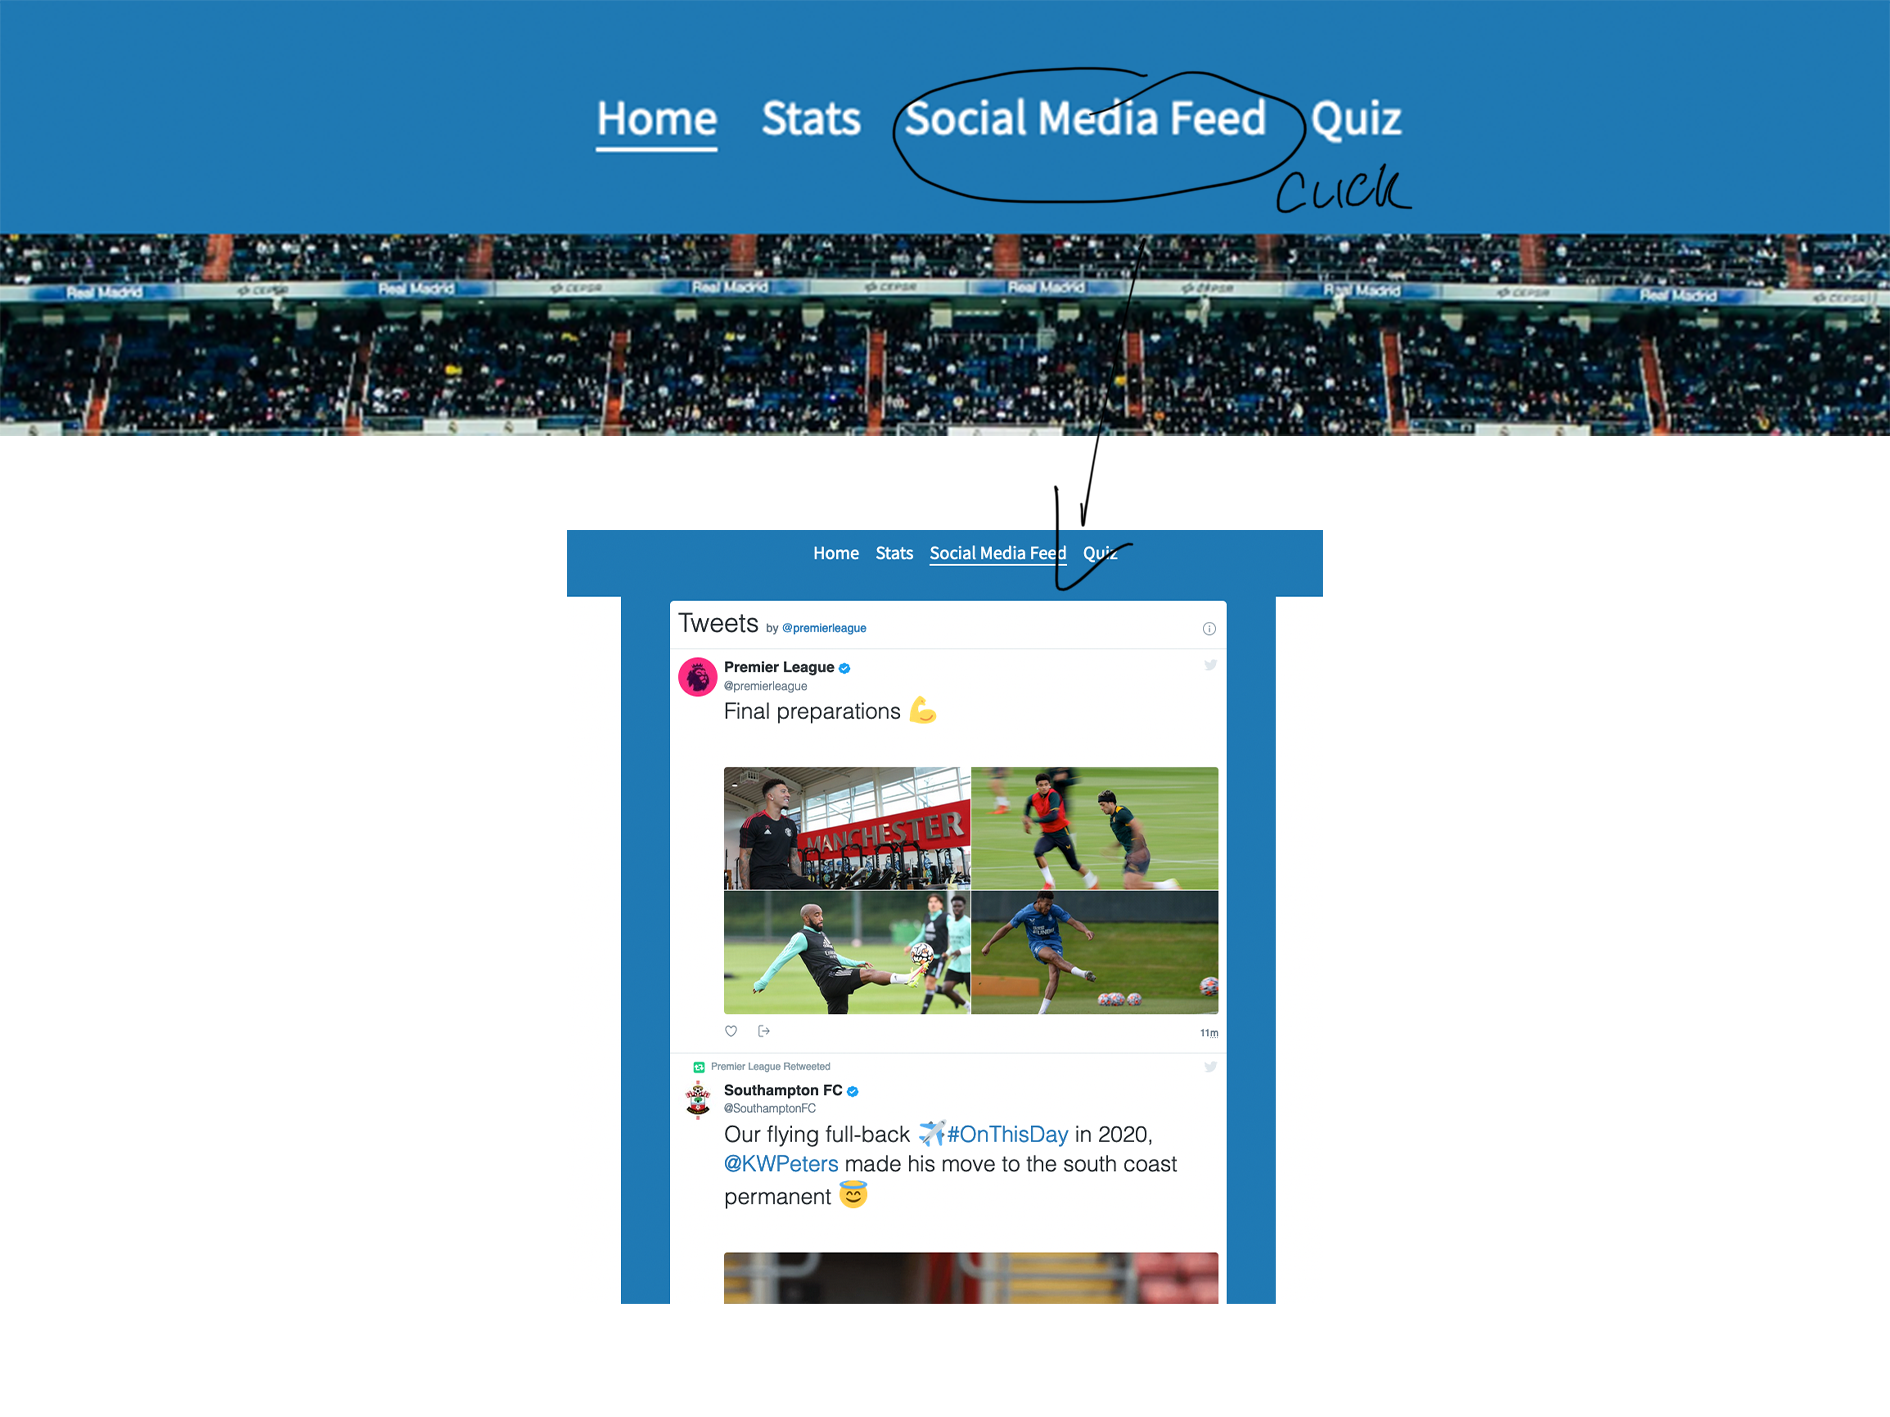 Home Stats Social Media Feed Quiz
CLICK
Real Madrid CEPSA Real Madrid CEPSA Real Madrid CEPSA Real Madrid CEPSA Real Madrid CEPSA Real Madrid CEPSA
Home Stats Social Media Feed Quiz
Tweets by @premierleague
Premier League
@premierleague
Final preparations 💪
MANCHESTER
11m
Premier League Retweeted
Southampton FC
@SouthamptonFC
Our flying full-back ✈️#OnThisDay in 2020,
@KWPeters made his move to the south coast
permanent 😇